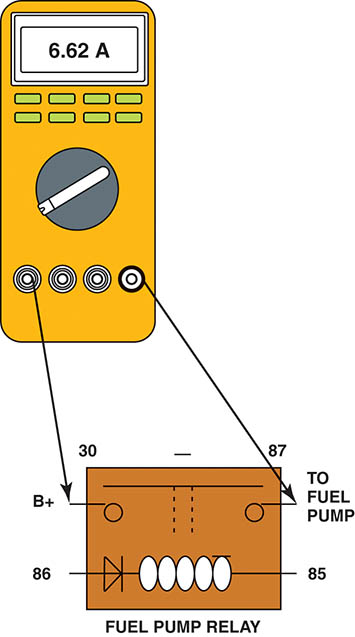 6.62 A
30 — 87
B+
TO
FUEL
PUMP
86
85
FUEL PUMP RELAY